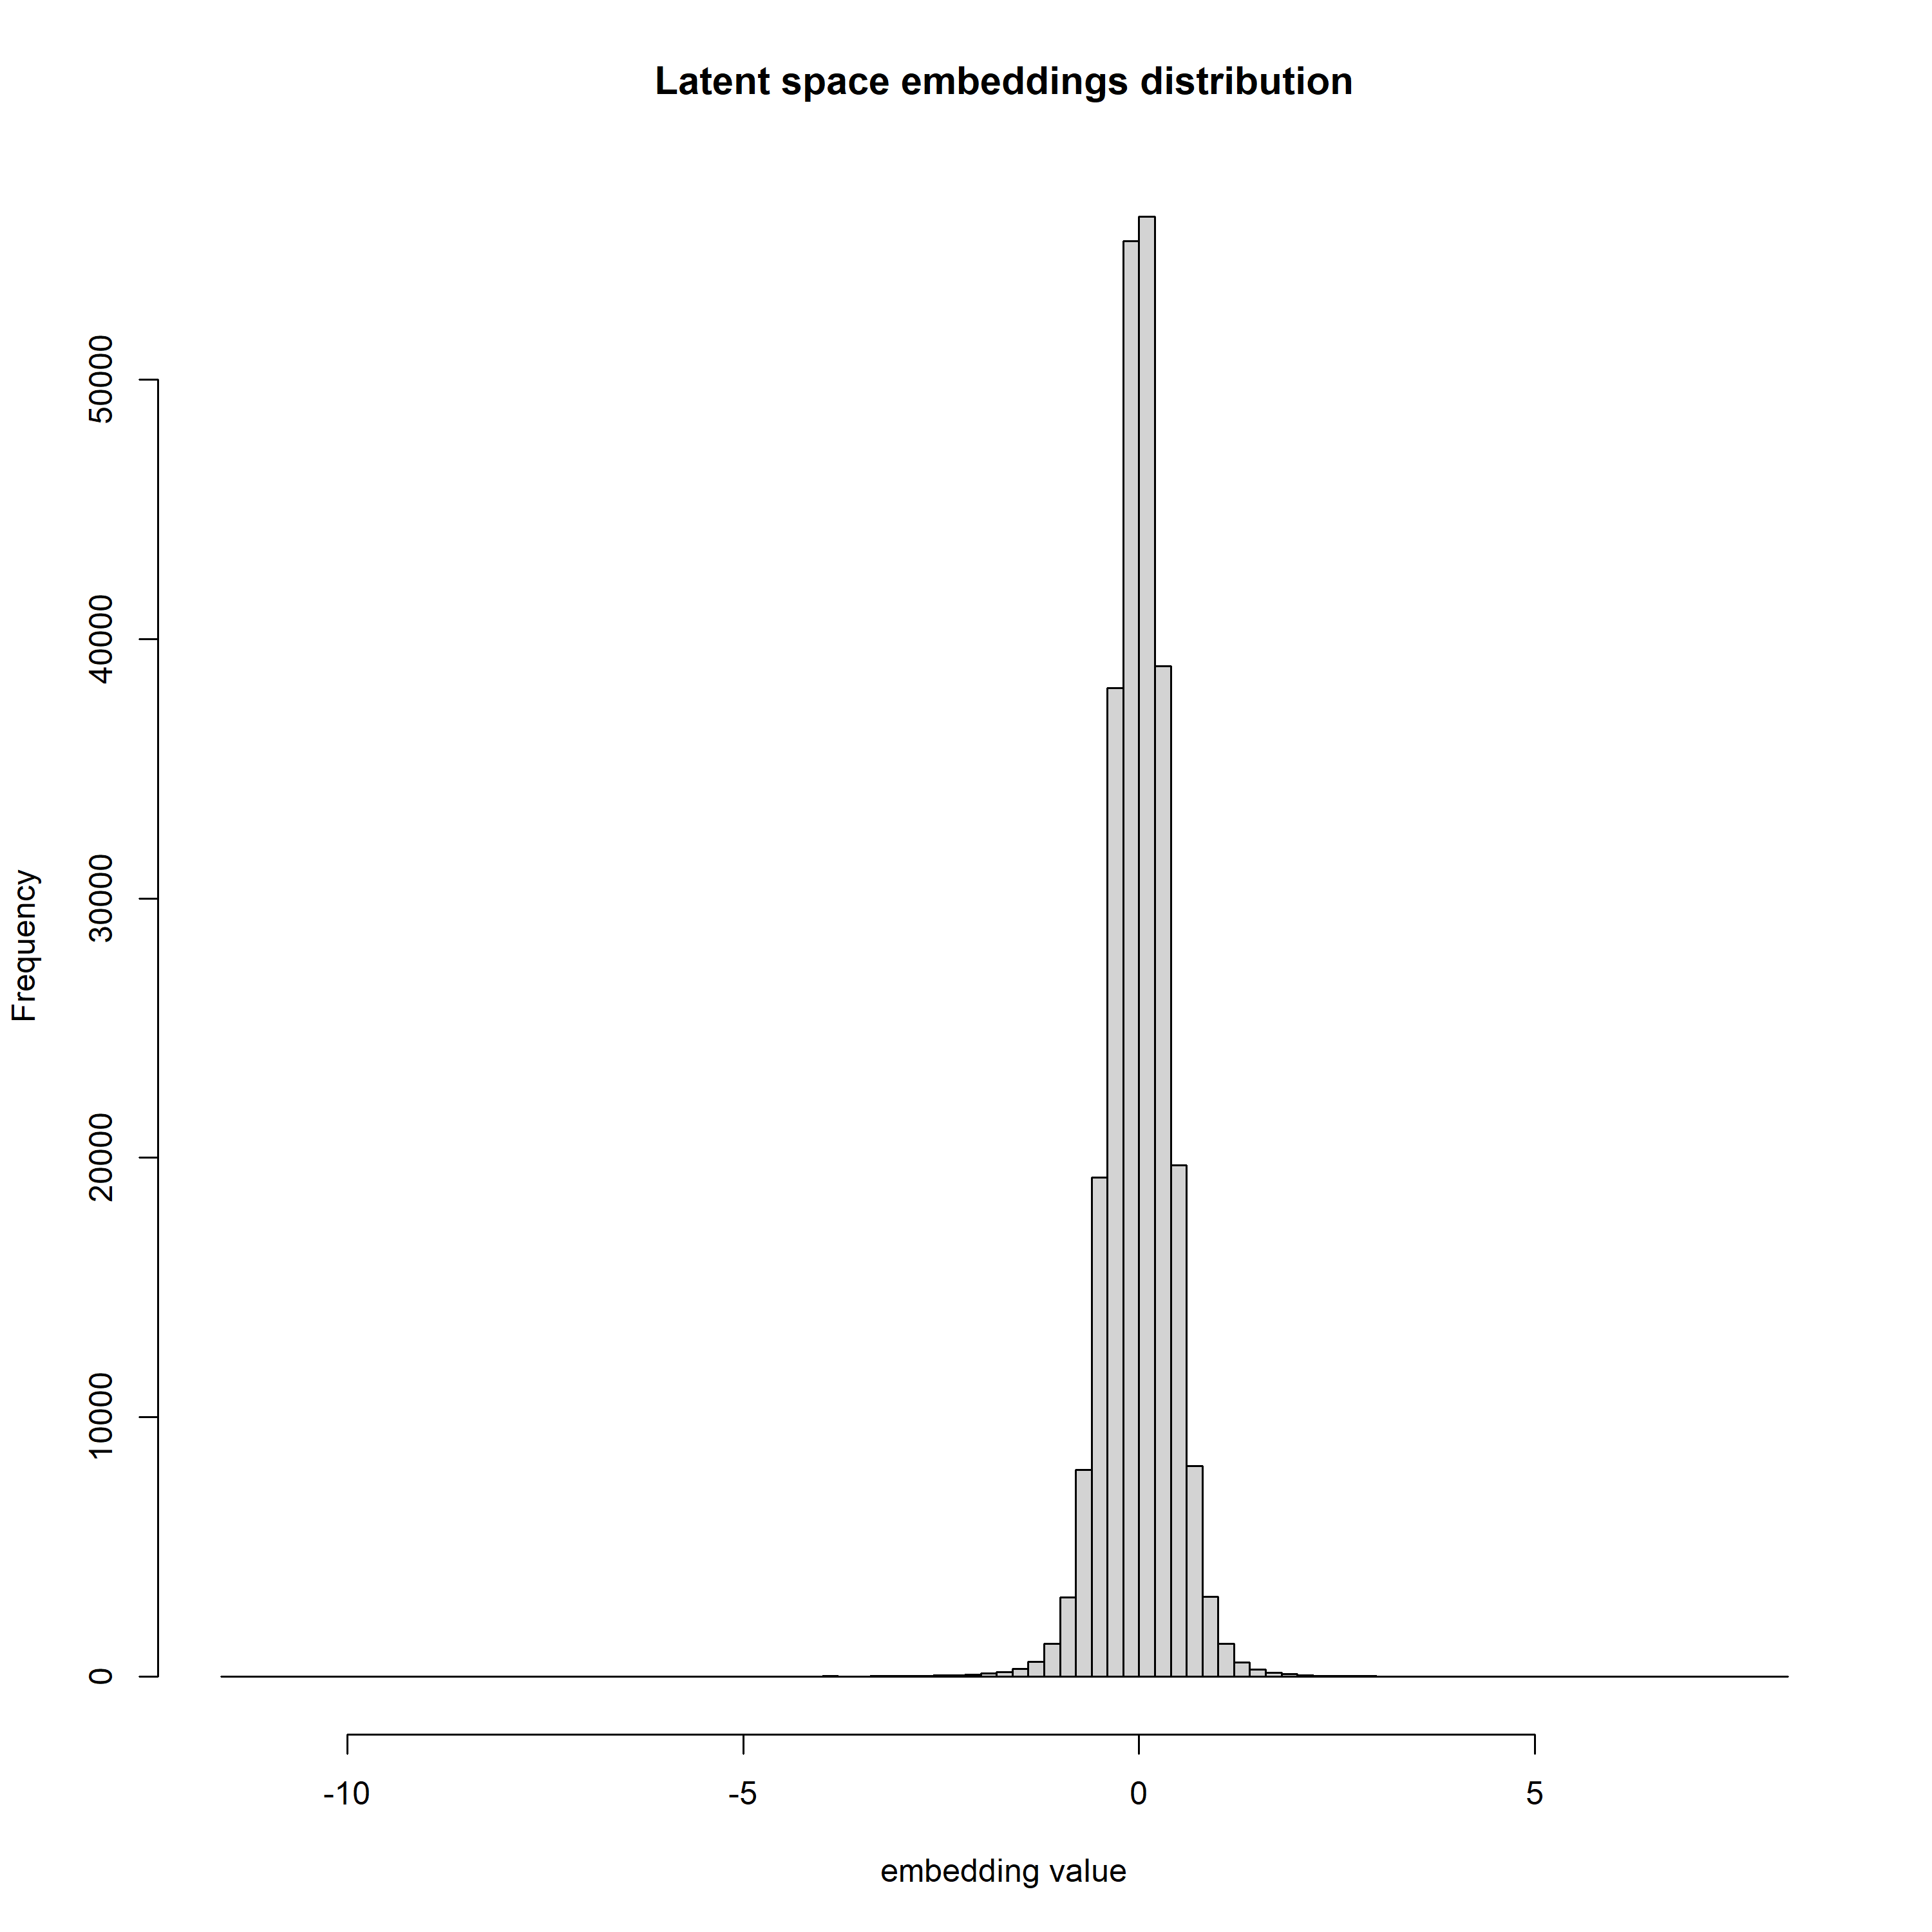 Latent space embeddings distribution
Frequency
50000
40000
30000
20000
10000
0
-10 -5 0 5
embedding value